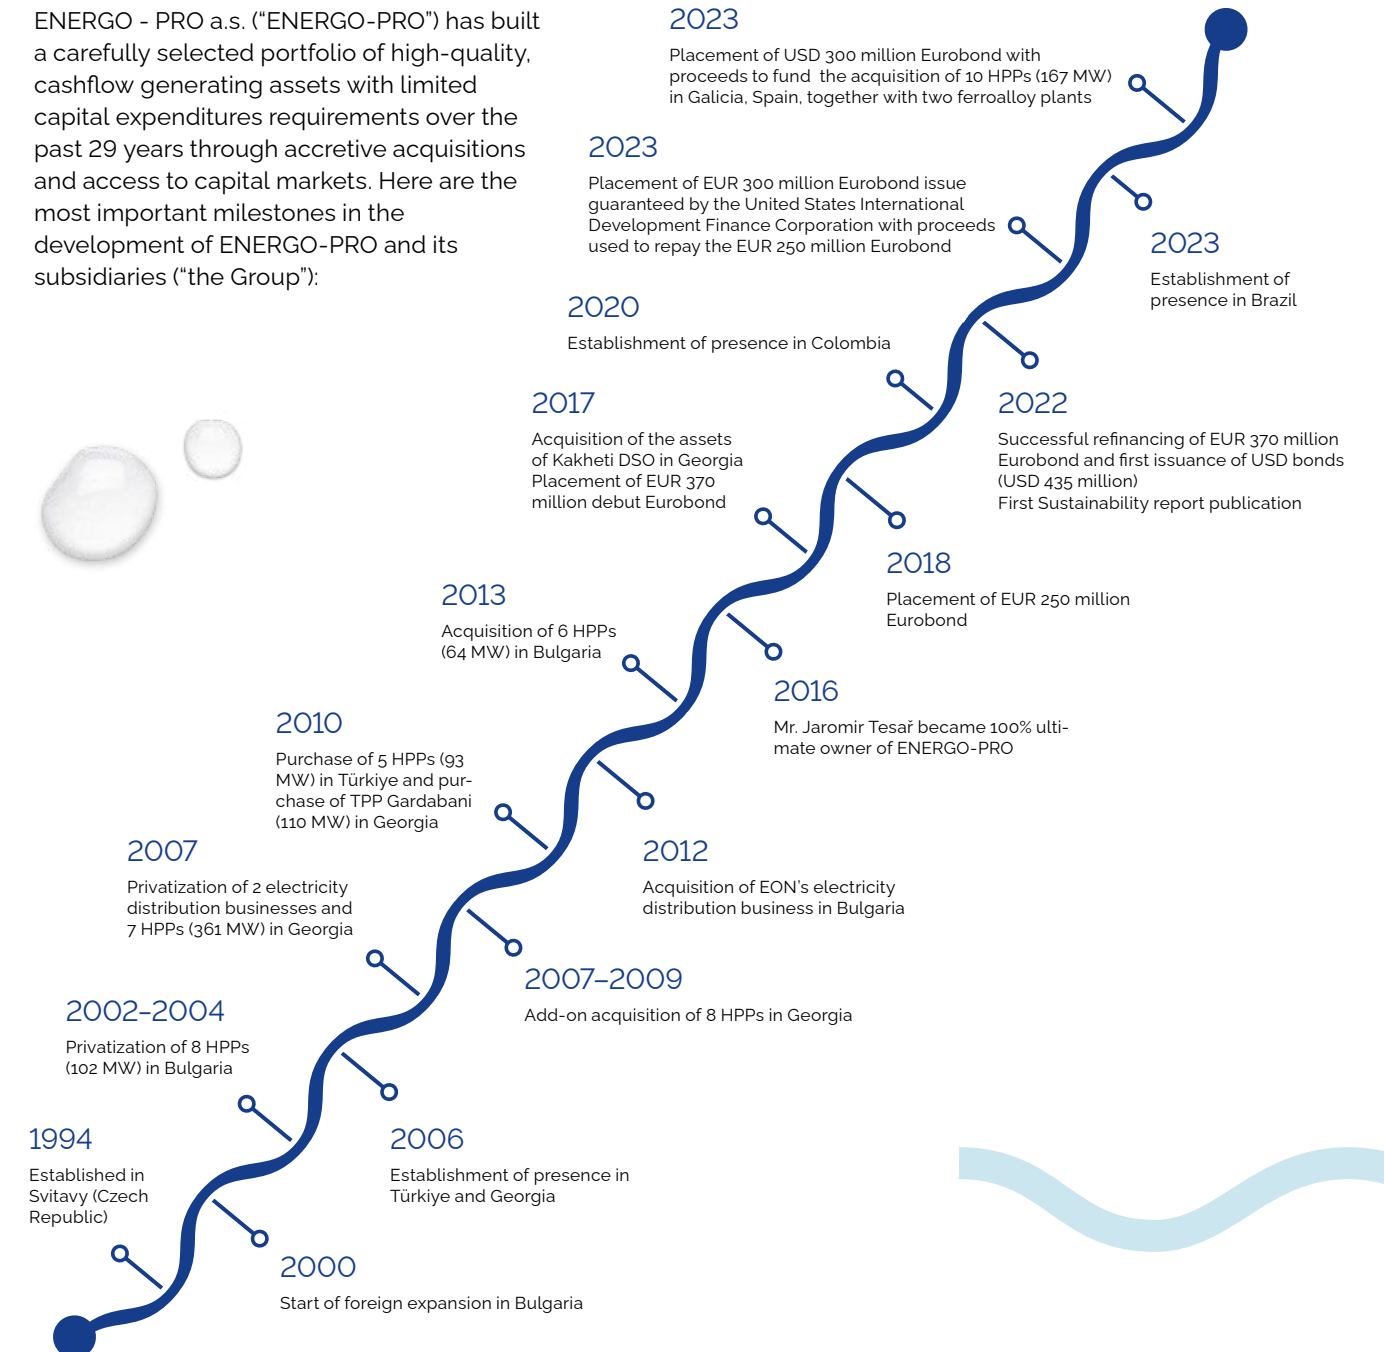 ENERGO - PRO a.s. (“ENERGO-PRO”) has built
a carefully selected portfolio of high-quality,
cashflow generating assets with limited
capital expenditures requirements over the
past 29 years through accretive acquisitions
and access to capital markets. Here are the
most important milestones in the
development of ENERGO-PRO and its
subsidiaries (“the Group”):
2023
Placement of USD 300 million Eurobond with
proceeds to fund  the acquisition of 10 HPPs (167 MW)
in Galicia, Spain, together with two ferroalloy plants
2023
Placement of EUR 300 million Eurobond issue
guaranteed by the United States International
Development Finance Corporation with proceeds
used to repay the EUR 250 million Eurobond
2023
Establishment of
presence in Brazil
2020
Establishment of presence in Colombia
2022
Successful refinancing of EUR 370 million
Eurobond and first issuance of USD bonds
(USD 435 million)
First Sustainability report publication
2017
Acquisition of the assets
of Kakheti DSO in Georgia
Placement of EUR 370
million debut Eurobond
2018
Placement of EUR 250 million
Eurobond
2013
Acquisition of 6 HPPs
(64 MW) in Bulgaria
2016
Mr. Jaromir Tesař became 100% ulti-
mate owner of ENERGO-PRO
2010
Purchase of 5 HPPs (93
MW) in Türkiye and pur-
chase of TPP Gardabani
(110 MW) in Georgia
2012
Acquisition of EON’s electricity
distribution business in Bulgaria
2007
Privatization of 2 electricity
distribution businesses and
7 HPPs (361 MW) in Georgia
2007–2009
Add-on acquisition of 8 HPPs in Georgia
2002–2004
Privatization of 8 HPPs
(102 MW) in Bulgaria
2006
Establishment of presence in
Türkiye and Georgia
1994
Established in
Svitavy (Czech
Republic)
2000
Start of foreign expansion in Bulgaria